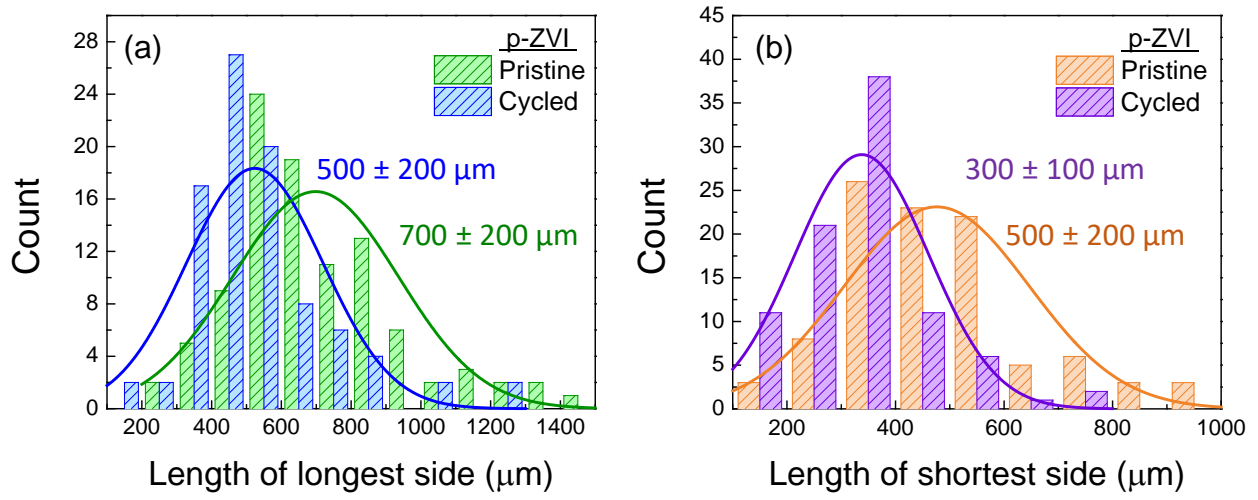 (a)
p-ZVI
Pristine
Cycled
500 ± 200 μm
700 ± 200 μm
28
24
20
16
12
8
4
0
200 400 600 800 1000 1200 1400
Count
Length of longest side (μm)
(b)
p-ZVI
Pristine
Cycled
300 ± 100 μm
500 ± 200 μm
45
40
35
30
25
20
15
10
5
0
200 400 600 800 1000
Count
Length of shortest side (μm)